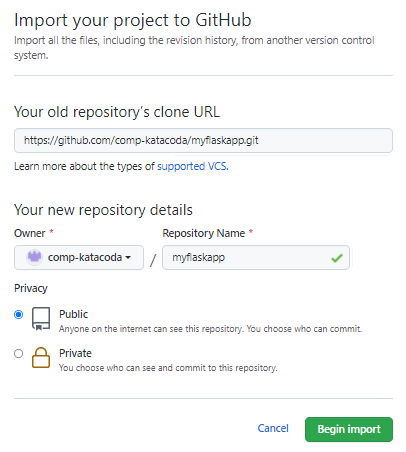 Import your project to GitHub
Import all the files, including the revision history, from another version control
system.
Your old repository's clone URL
https://github.com/comp-katacoda/myflaskapp.git
Learn more about the types of supported VCS.
Your new repository details
Owner * Repository Name *
comp-katacoda / myflaskapp
Privacy
Public
Anyone on the internet can see this repository. You choose who can commit.
Private
You choose who can see and commit to this repository.
Cancel Begin import